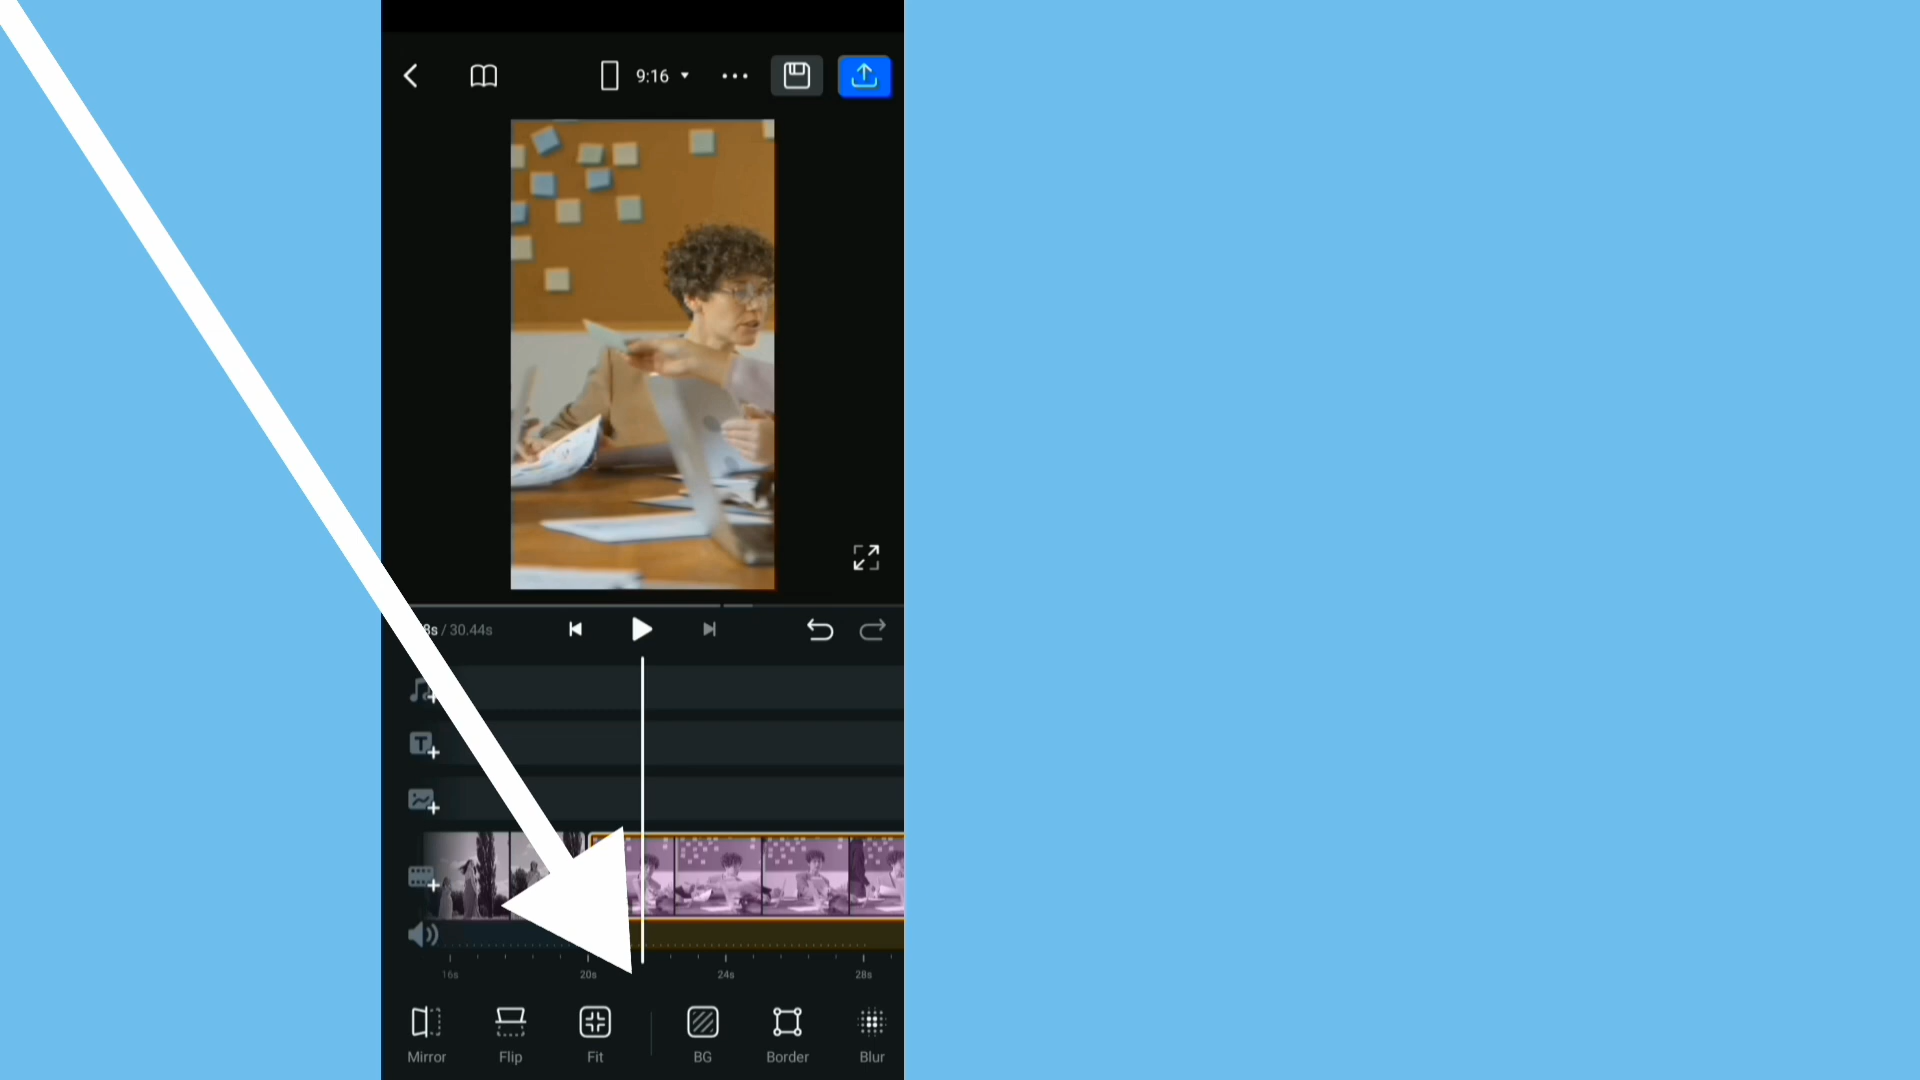 9:16
8s / 30.44s
T
16s 20s 24s 28s
Mirror Flip Fit BG Border Blur